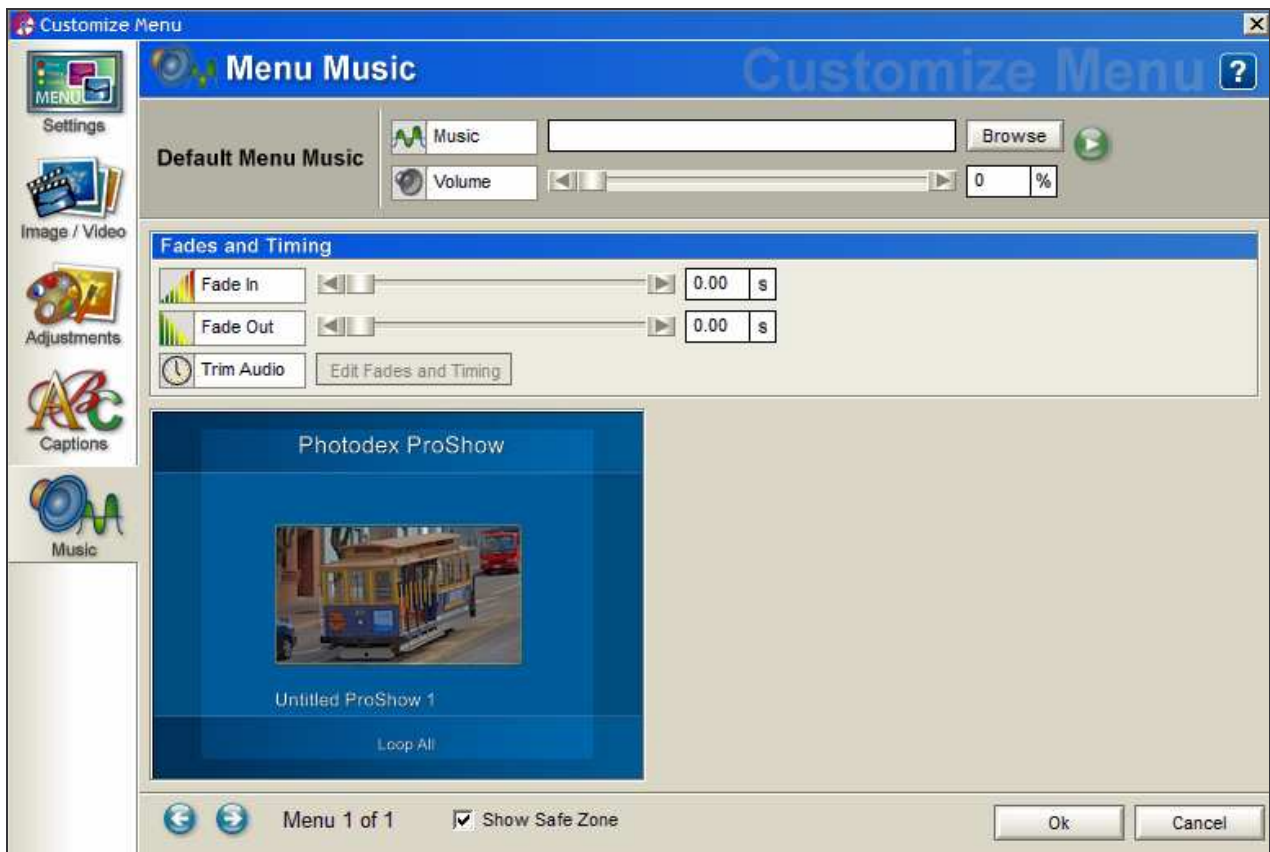 Customize Menu
Menu Music
Customize Menu
?
MENU
Settings
Image / Video
Adjustments
ABC
Captions
Music
Default Menu Music
Music
Browse
Volume
0 %
Fades and Timing
Fade In
0.00 s
Fade Out
0.00 s
Trim Audio
Edit Fades and Timing
Photodex ProShow
Untitled ProShow 1
Loop All
Menu 1 of 1
Show Safe Zone
Ok
Cancel